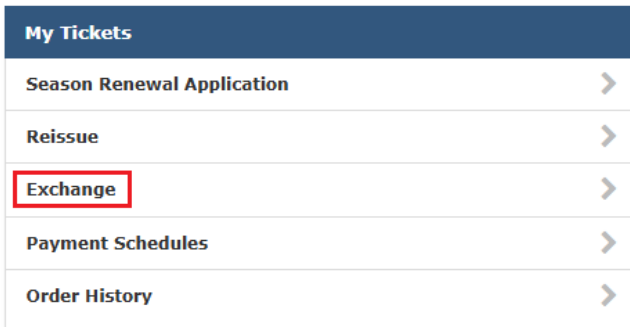 My Tickets
Season Renewal Application
Reissue
Exchange
Payment Schedules
Order History